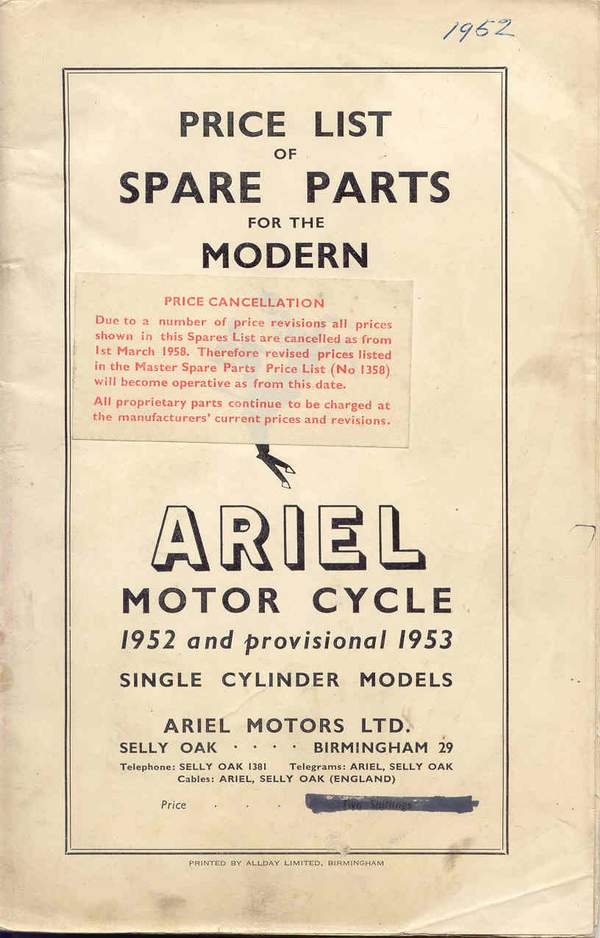 1952
PRICE LIST
OF
SPARE PARTS
FOR THE
MODERN
PRICE CANCELLATION
Due to a number of price revisions all prices
shown in this Spares List are cancelled as from
1st March 1958. Therefore revised prices listed
in the Master Spare Parts Price List (No 1358)
will become operative as from this date.
All proprietary parts continue to be charged at
the manufacturers' current prices and revisions.
ARIEL
MOTOR CYCLE
1952 and provisional 1953
SINGLE CYLINDER MODELS
ARIEL MOTORS LTD.
SELLY OAK · · · · BIRMINGHAM 29
Telephone: SELLY OAK 1381 Telegrams: ARIEL, SELLY OAK
Cables: ARIEL, SELLY OAK (ENGLAND)
Price · · · Shillings
PRINTED BY ALLDAY LIMITED, BIRMINGHAM